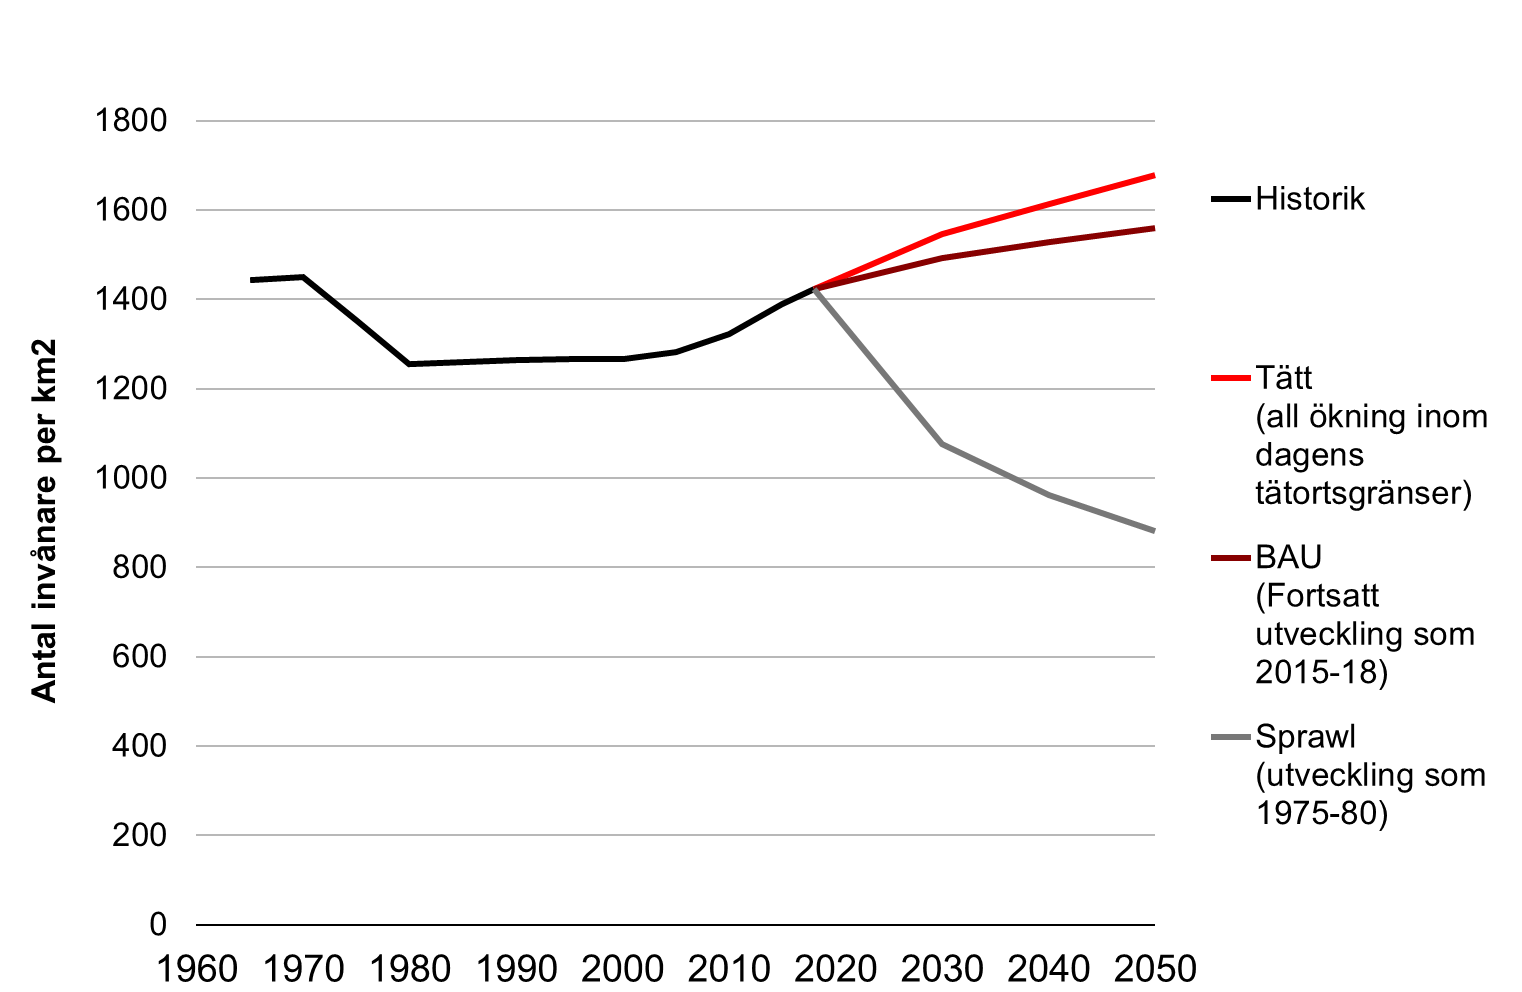 1800
1600
1400
1200
1000
800
600
400
200
0
Antal invånare per km2
1960 1970 1980 1990 2000 2010 2020 2030 2040 2050
Historik
Tätt
(all ökning inom
dagens
tätortsgränser)
BAU
(Fortsatt
utveckling som
2015-18)
Sprawl
(utveckling som
1975-80)